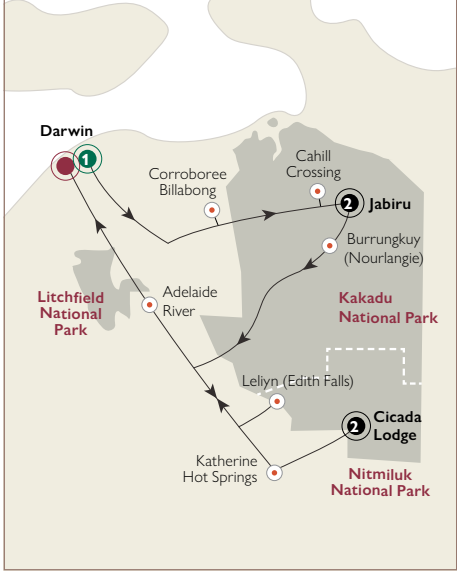 Darwin
1
Corroboree
Billabong
Cahill
Crossing
2
Jabiru
Burrungkuy
(Nourlangie)
Litchfield
National
Park
Adelaide
River
Kakadu
National Park
Leliyn (Edith Falls)
2
Cicada
Lodge
Katherine
Hot Springs
Nitmiluk
National Park